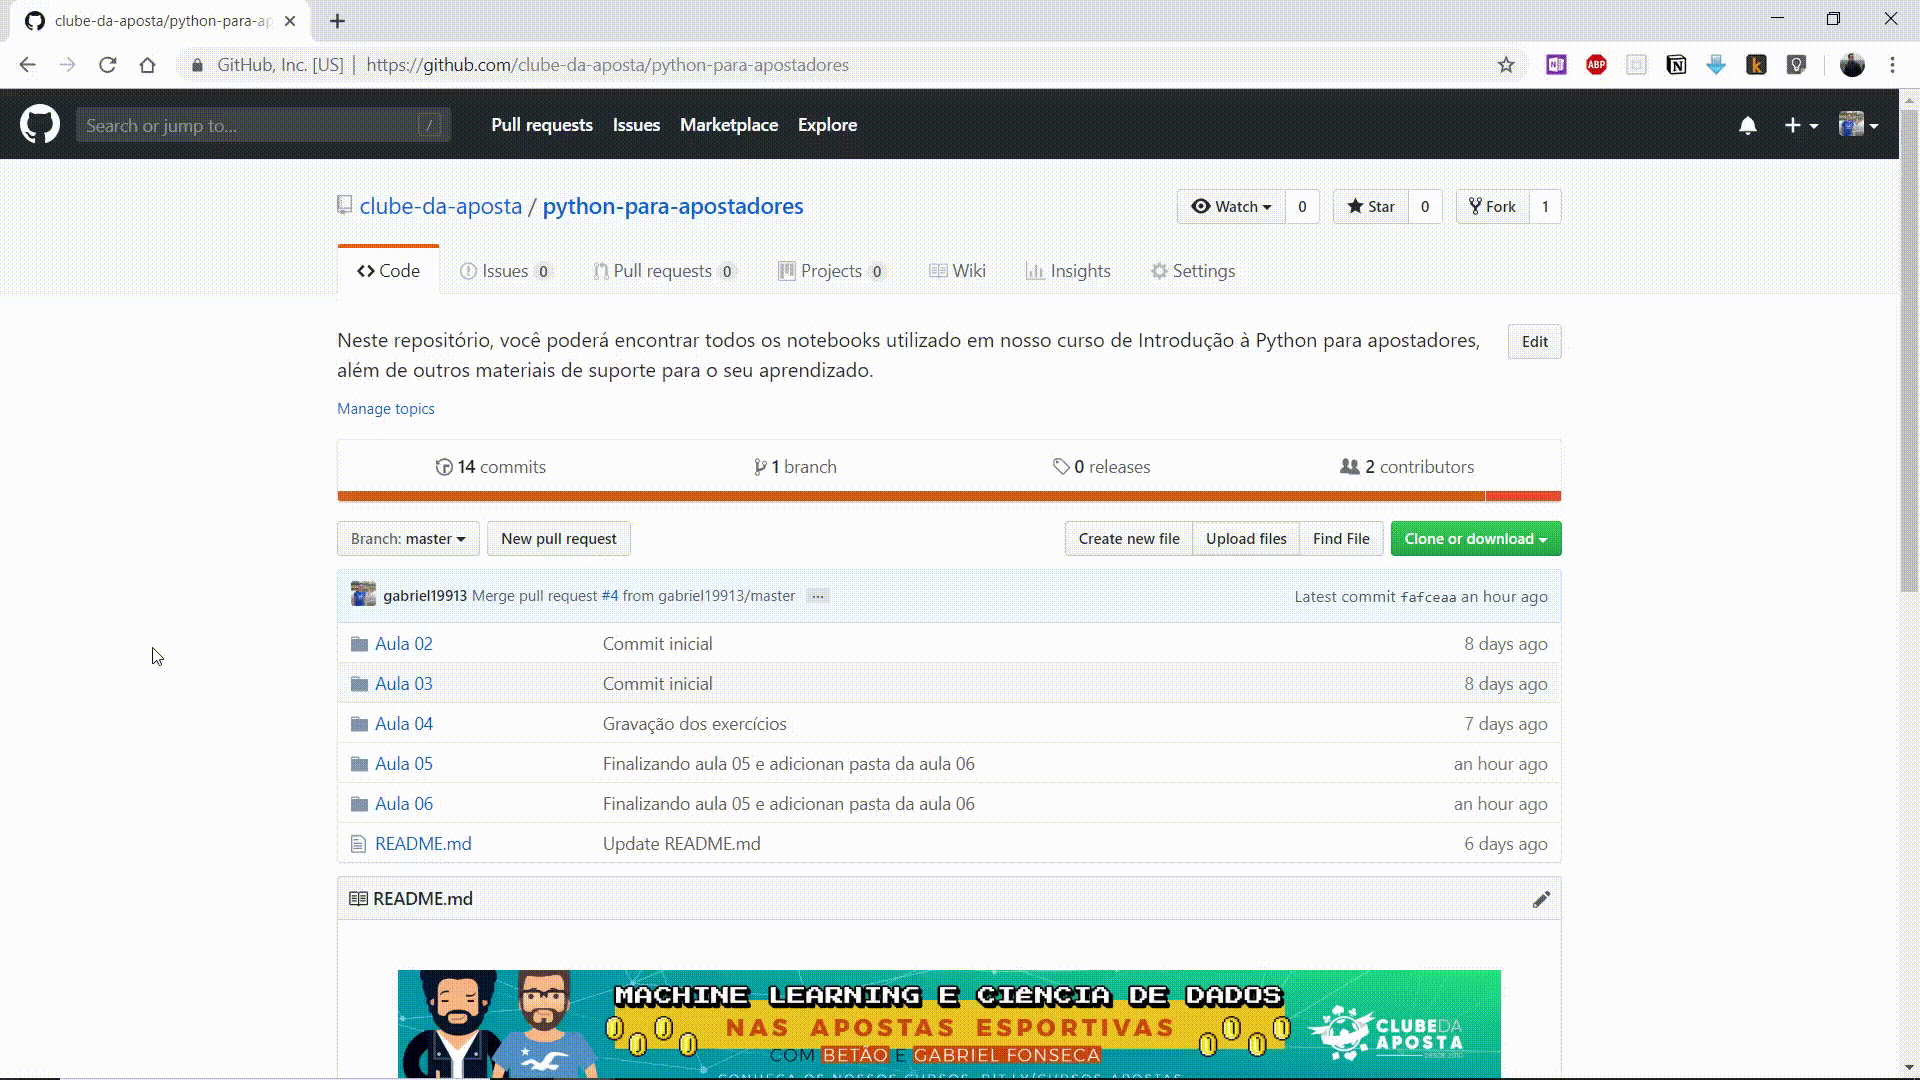 clube-da-aposta/python-para-ap
GitHub, Inc. [US] | https://github.com/clube-da-aposta/python-para-apostadores
ABP
N
k
Search or jump to... /
Pull requests Issues Marketplace Explore
clube-da-aposta / python-para-apostadores
Watch 0 Star 0 Fork 1
Code Issues 0 Pull requests 0 Projects 0 Wiki Insights Settings
Neste repositório, você poderá encontrar todos os notebooks utilizado em nosso curso de Introdução à Python para apostadores,
além de outros materiais de suporte para o seu aprendizado.
Edit
Manage topics
14 commits 1 branch 0 releases 2 contributors
Branch: master New pull request Create new file Upload files Find File Clone or download
gabriel19913 Merge pull request #4 from gabriel19913/master ... Latest commit fafceaa an hour ago
Aula 02 Commit inicial 8 days ago
Aula 03 Commit inicial 8 days ago
Aula 04 Gravação dos exercícios 7 days ago
Aula 05 Finalizando aula 05 e adicionan pasta da aula 06 an hour ago
Aula 06 Finalizando aula 05 e adicionan pasta da aula 06 an hour ago
README.md Update README.md 6 days ago
README.md
MACHINE LEARNING E CIÊNCIA DE DADOS
NAS APOSTAS ESPORTIVAS
COM BETÃO E GABRIEL FONSECA
CLUBEDA
APOSTA
DESDE 2010